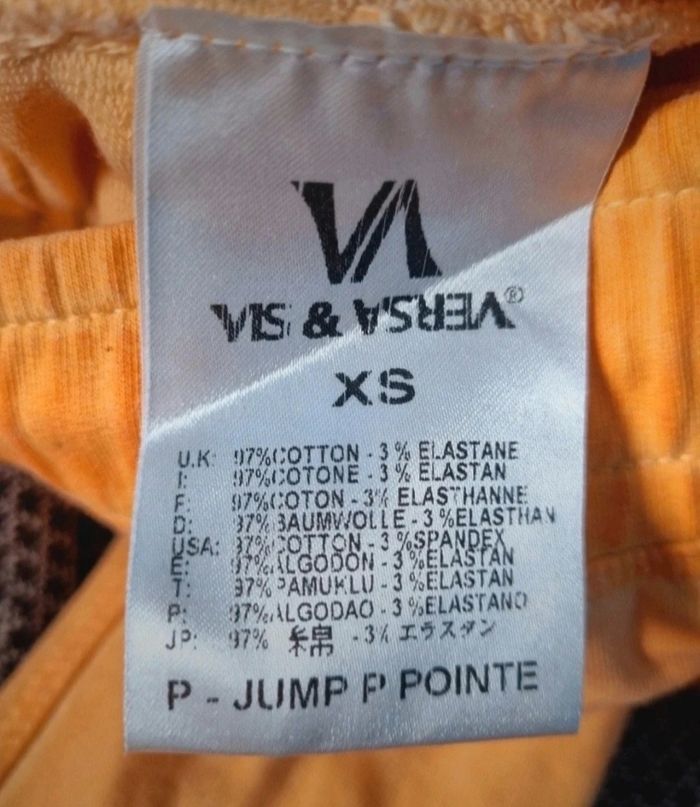 XS
U.K: 97%COTTON - 3% ELASTANE
I: 97%COTONE - 3% ELASTAN
F: 97%COTON - 3% ELASTHANNE
D: 97% BAUMWOLLE - 3%ELASTHAN
USA: 97%COTTON - 3%SPANDEX
E: 97%ALGODON - 3%ELASTAN
T: 97% PAMUKLU - 3%ELASTAN
P: 97%ALGODAO - 3%ELASTANO
JP: 97% 綿 - 3% エラスタン
P - JUMP P POINTE